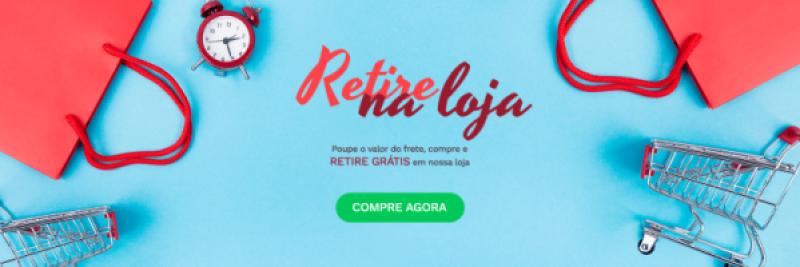 Retire
na loja
Poupe o valor do frete, compre e
RETIRE GRÁTIS em nossa loja
COMPRE AGORA